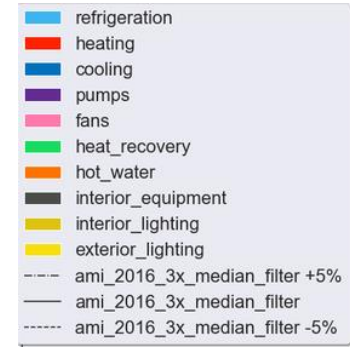 refrigeration
heating
cooling
pumps
fans
heat_recovery
hot_water
interior_equipment
interior_lighting
exterior_lighting
ami_2016_3x_median_filter +5%
ami_2016_3x_median_filter
ami_2016_3x_median_filter -5%